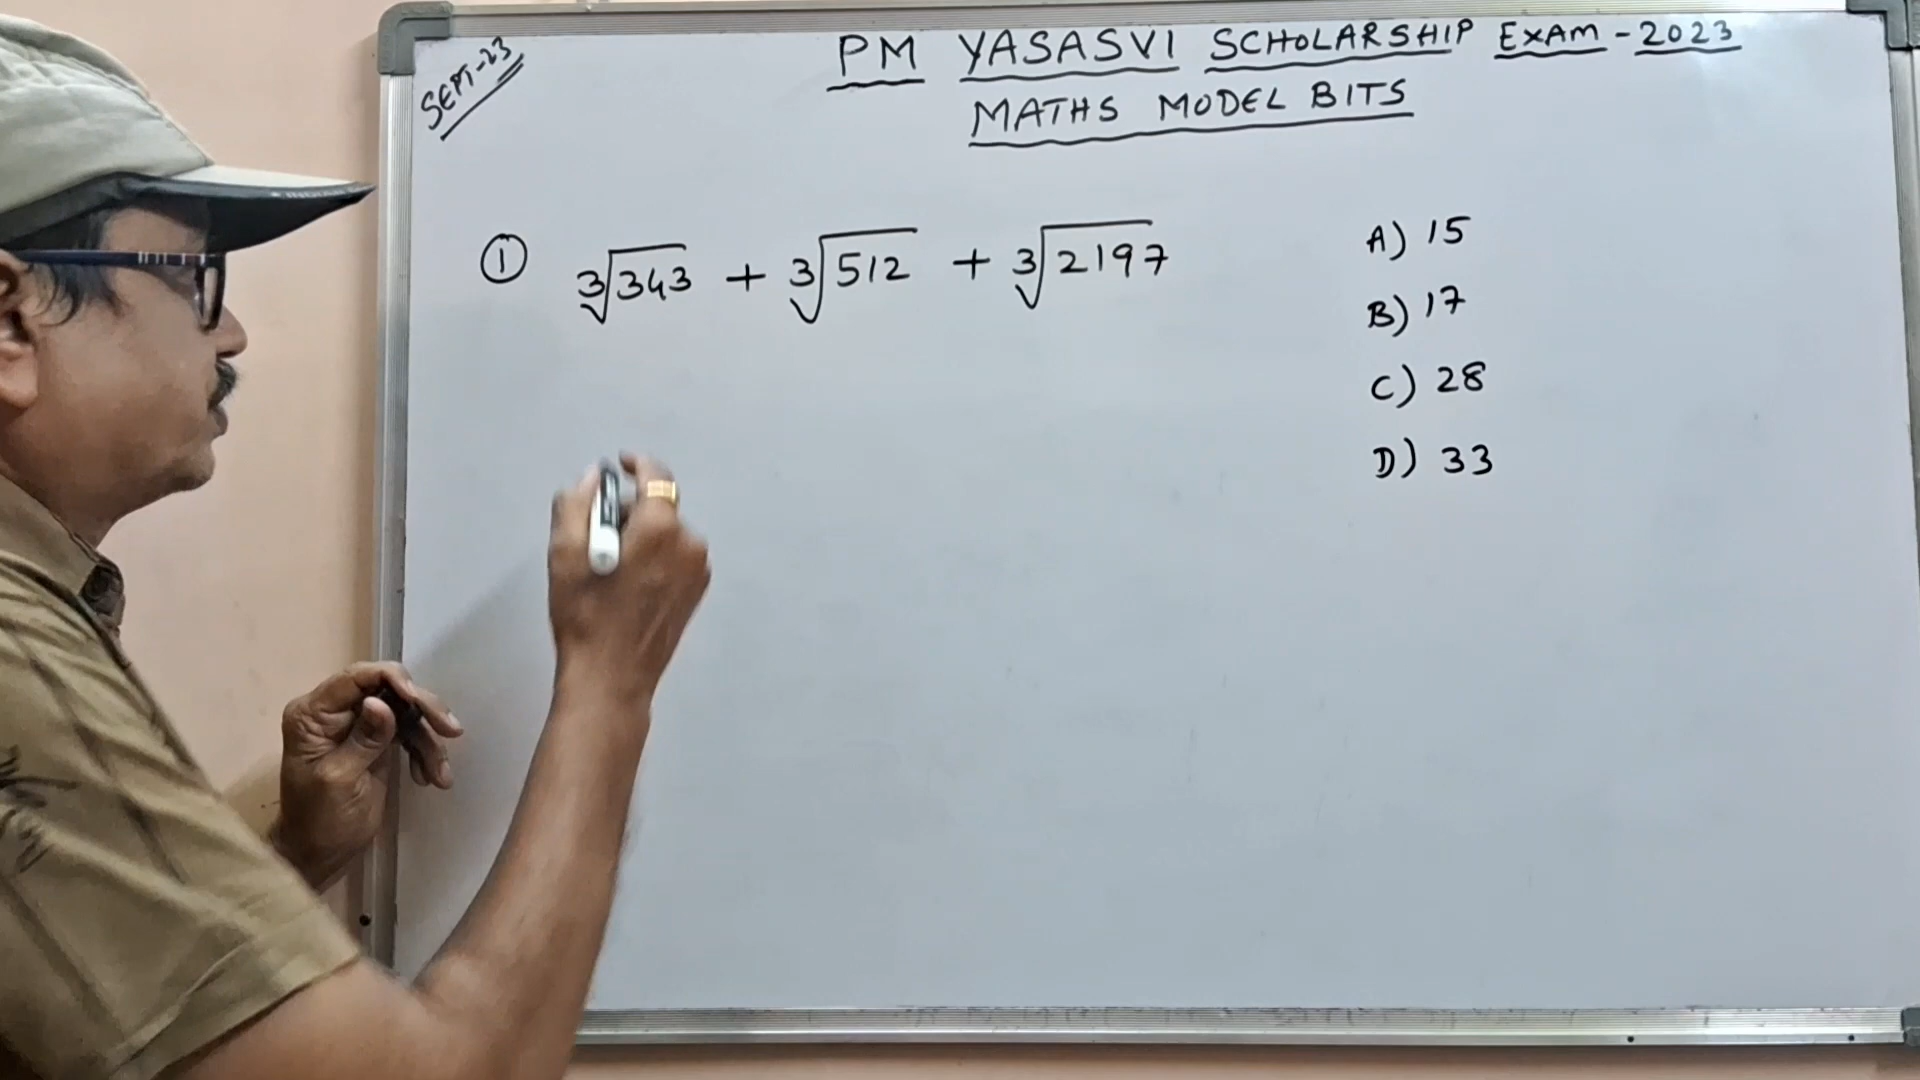 SEPT-23
PM YASASVI SCHOLARSHIP EXAM - 2023
MATHS MODEL BITS
① ∛343 + ∛512 + ∛2197
A) 15
B) 17
C) 28
D) 33